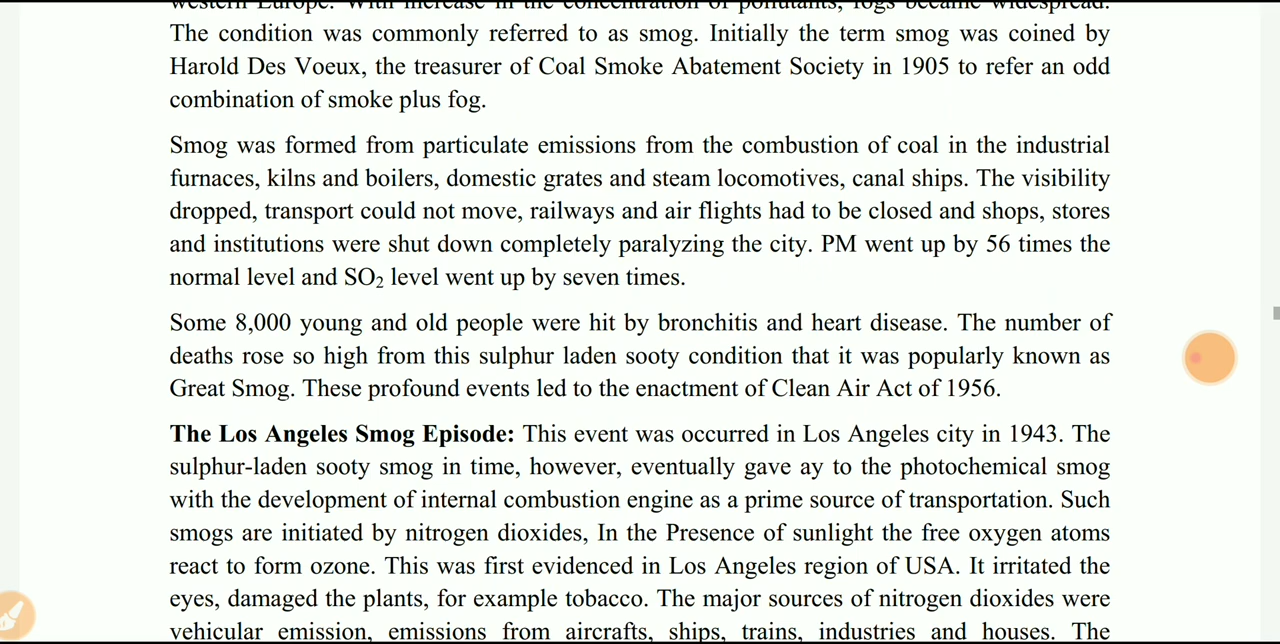 western Europe. With increase in the concentration of pollutants, fogs became widespread.
The condition was commonly referred to as smog. Initially the term smog was coined by
Harold Des Voeux, the treasurer of Coal Smoke Abatement Society in 1905 to refer an odd
combination of smoke plus fog.
Smog was formed from particulate emissions from the combustion of coal in the industrial
furnaces, kilns and boilers, domestic grates and steam locomotives, canal ships. The visibility
dropped, transport could not move, railways and air flights had to be closed and shops, stores
and institutions were shut down completely paralyzing the city. PM went up by 56 times the
normal level and SO₂ level went up by seven times.
Some 8,000 young and old people were hit by bronchitis and heart disease. The number of
deaths rose so high from this sulphur laden sooty condition that it was popularly known as
Great Smog. These profound events led to the enactment of Clean Air Act of 1956.
The Los Angeles Smog Episode: This event was occurred in Los Angeles city in 1943. The
sulphur-laden sooty smog in time, however, eventually gave ay to the photochemical smog
with the development of internal combustion engine as a prime source of transportation. Such
smogs are initiated by nitrogen dioxides, In the Presence of sunlight the free oxygen atoms
react to form ozone. This was first evidenced in Los Angeles region of USA. It irritated the
eyes, damaged the plants, for example tobacco. The major sources of nitrogen dioxides were
vehicular emission, emissions from aircrafts, ships, trains, industries and houses. The